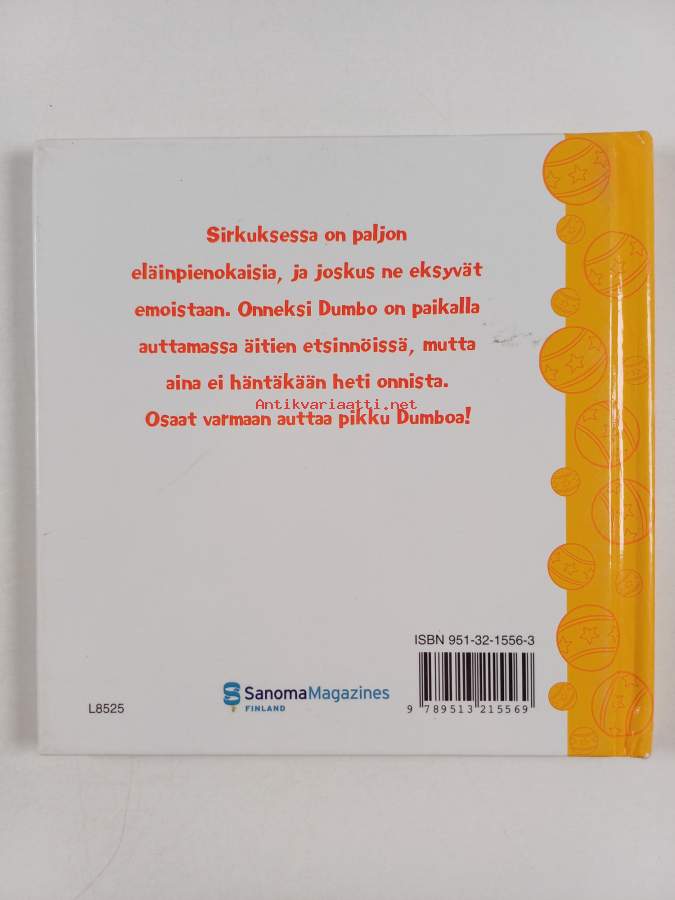 Sirkuksessa on paljon
eläinpienokaisia, ja joskus ne eksyvät
emoistaan. Onneksi Dumbo on paikalla
auttamassa äitien etsinnöissä, mutta
aina ei häntäkään heti onnista.
Antikvariaatti.net
Osaat varmaan auttaa pikku Dumboa!
ISBN 951-32-1556-3
L8525
SanomaMagazines
FINLAND
9 789513 215569